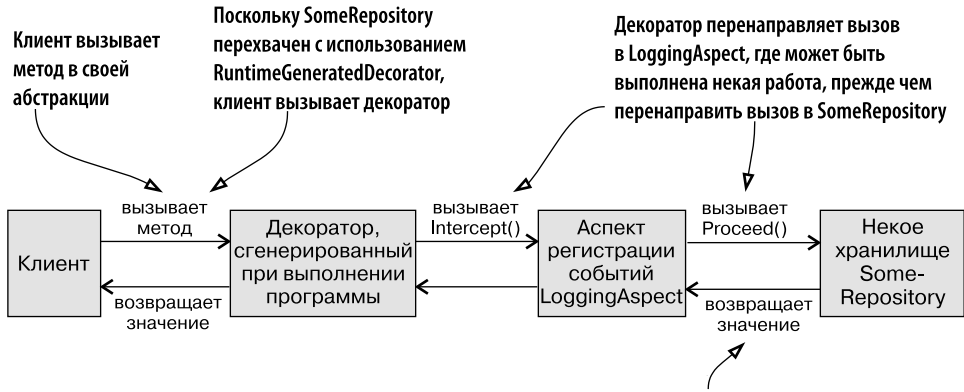 Клиент вызывает
метод в своей
абстракции
Поскольку SomeRepository
перехвачен с использованием
RuntimeGeneratedDecorator,
клиент вызывает декоратор
Декоратор перенаправляет вызов
в LoggingAspect, где может быть
выполнена некая работа, прежде чем
перенаправить вызов в SomeRepository
Клиент
вызывает
метод
возвращает
значение
Декоратор,
сгенерированный
при выполнении
программы
вызывает
Intercept()
Аспект
регистрации
событий
LoggingAspect
вызывает
Proceed()
возвращает
значение
Некое
хранилище
Some-
Repository